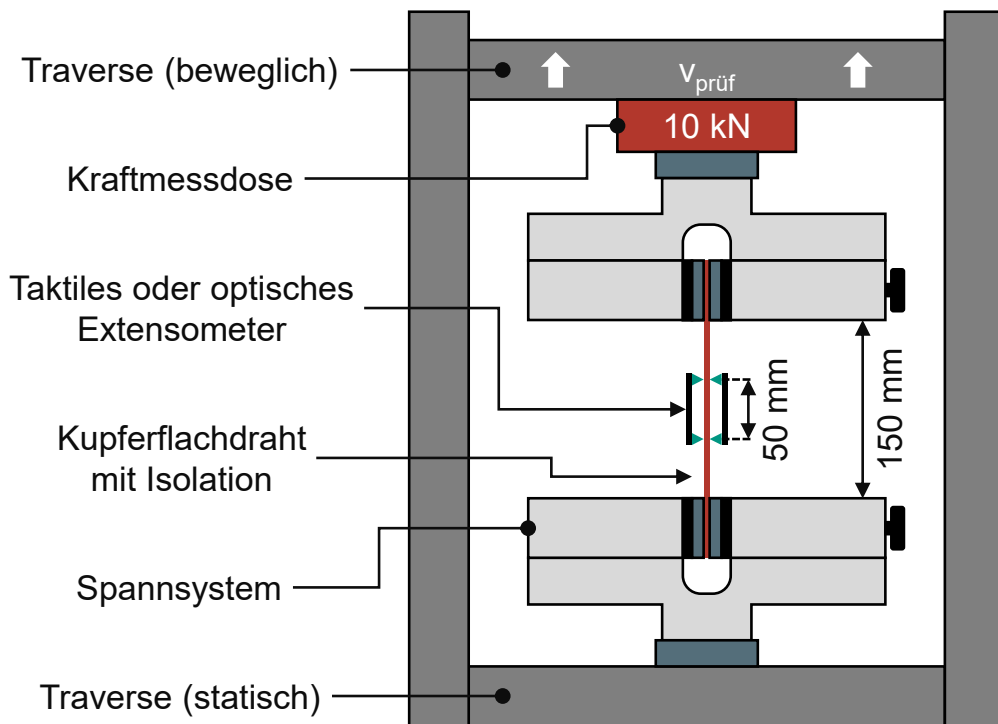 Traverse (beweglich)
vprüf
10 kN
Kraftmessdose
Taktiles oder optisches
Extensometer
50 mm
150 mm
Kupferflachdraht
mit Isolation
Spannsystem
Traverse (statisch)